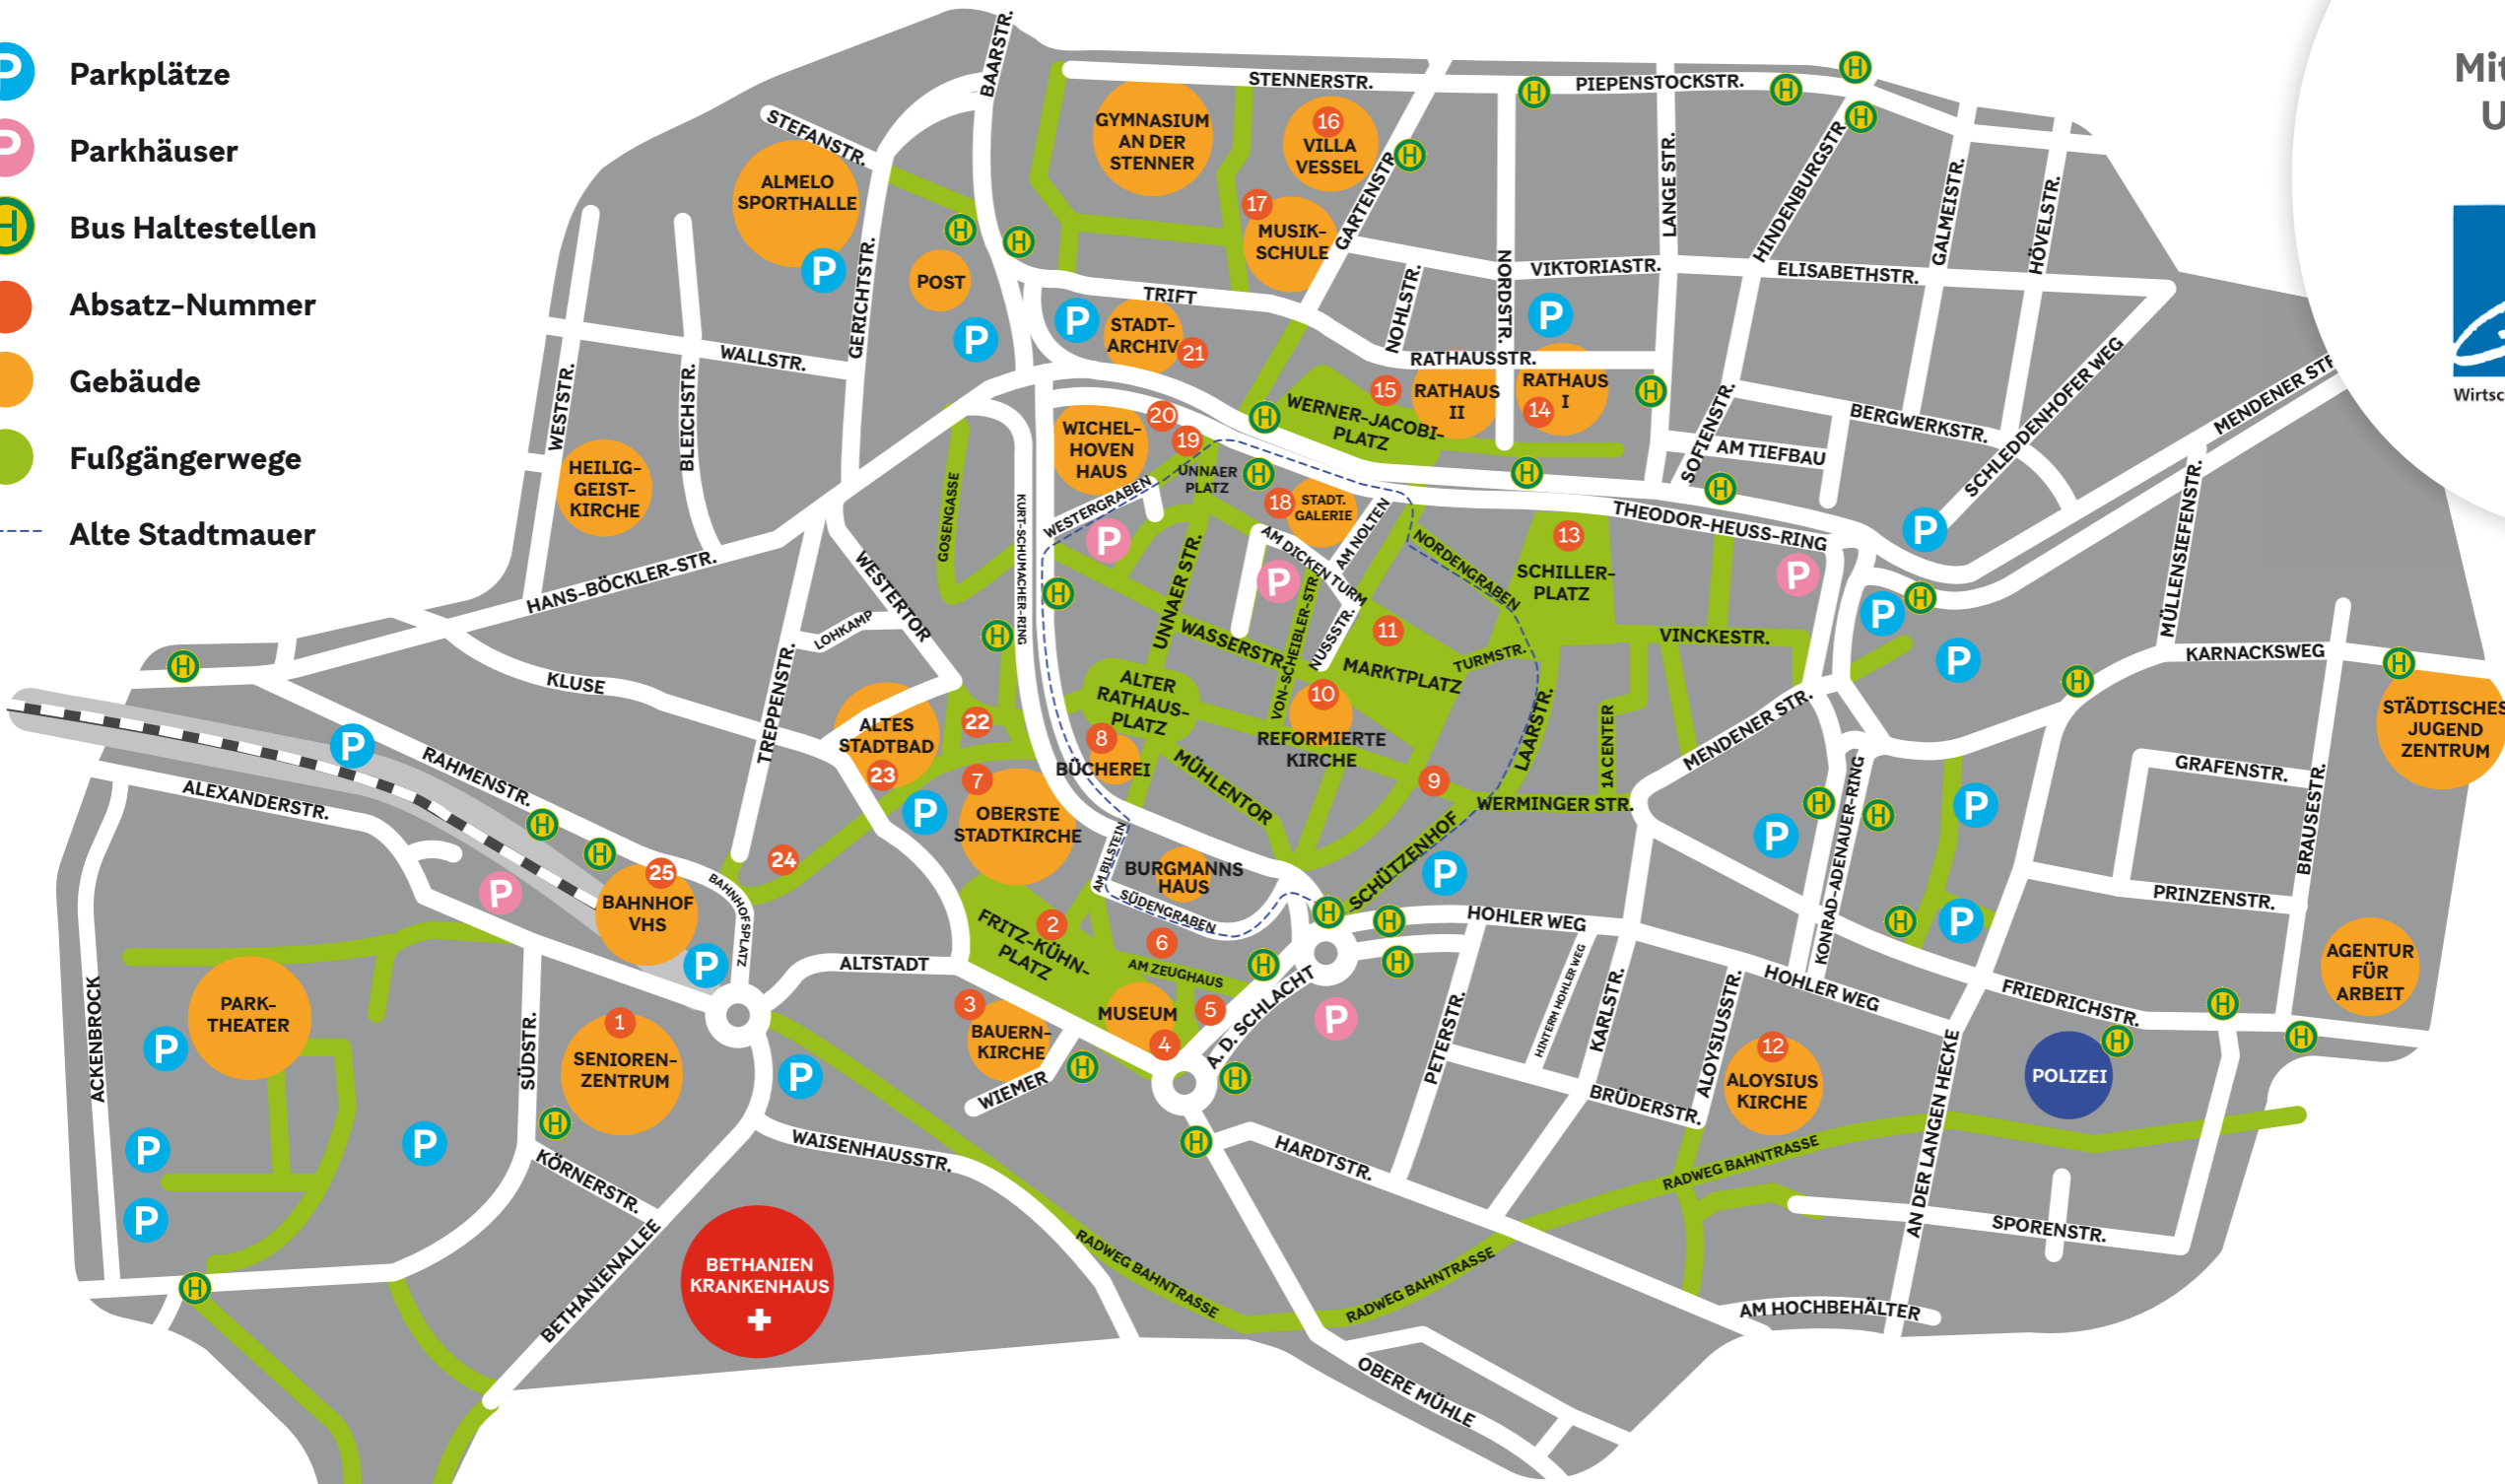 P Parkplätze
P Parkhäuser
H Bus Haltestellen
Absatz-Nummer
Gebäude
Fußgängerwege
Alte Stadtmauer
Mit
U
Wirtsc
BAARSTR.
STENNERSTR.
PIEPENSTOCKSTR.
STEFANSTR.
GYMNASIUM
AN DER
STENNER
16
VILLA
VESSEL
17
MUSIK-
SCHULE
GARTENSTR.
LANGE STR.
HINDENBURGSTR.
GALMEISTR.
HÖVELSTR.
ALMELO
SPORTHALLE
P
POST
P
GERICHTSTR.
TRIFT
P
STADT-
ARCHIV
21
NOHLSTR.
NORDSTR.
VIKTORIASTR.
P
ELISABETHSTR.
SCHLEDDENHOFER WEG
MENDENER STR
WALLSTR.
WESTSTR.
BLEICHSTR.
RATHAUSSTR.
15
RATHAUS
II
RATHAUS
I
14
WERNER-JACOBI-
PLATZ
SOFIENSTR.
BERGWERKSTR.
AM TIEFBAU
HEILIG-
GEIST-
KIRCHE
WICHEL-
HOVEN
HAUS
20
19
UNNAER
PLATZ
WESTERGRABEN
18
STADT.
GALERIE
AM NOLTEN
AM DICKEN TURM
NORDENGRABEN
13
SCHILLER-
PLATZ
THEODOR-HEUSS-RING
P
P
P
P
P
P
MÜLLENSIEFENSTR.
GOSENGASSE
KURT-SCHUMACHER-RING
HANS-BÖCKLER-STR.
WESTERTOR
LOHKAMP
TREPPENSTR.
KLUSE
UNNAER STR.
WASSERSTR.
VON-SCHEIBLER-STR.
NUSSSTR.
11
MARKTPLATZ
TURMSTR.
VINCKESTR.
KARNACKSWEG
STÄDTISCHES
JUGEND
ZENTRUM
ALTER
RATHAUS-
PLATZ
10
REFORMIERTE
KIRCHE
LAARSTR.
1A CENTER
MENDENER STR.
ALTES
STADTBAD
22
23
8
BÜCHEREI
MÜHLENTOR
9
WERMINGER STR.
GRAFENSTR.
BRAUSESTR.
P
RAHMENSTR.
ALEXANDERSTR.
7
OBERSTE
STADTKIRCHE
P
24
AM BILSTEIN
BURGMANNS
HAUS
SÜDENGRABEN
SCHÜTZENHOF
P
P
P
P
KONRAD-ADENAUER-RING
PRINZENSTR.
25
BAHNHOF
VHS
P
P
BAHNHOFSPLATZ
ALTSTADT
FRITZ-KÜHN-
PLATZ
2
6
AM ZEUGHAUS
HOHLER WEG
HINTERM HOHLER WEG
HOHLER WEG
AGENTUR
FÜR
ARBEIT
ACKENBROCK
PARK-
THEATER
P
SÜDSTR.
1
SENIOREN-
ZENTRUM
P
3
BAUERN-
KIRCHE
WIEMER
MUSEUM
4
5
A. D. SCHLACHT
P
PETERSTR.
KARLSTR.
ALOYSIUSSTR.
12
ALOYSIUS
KIRCHE
BRÜDERSTR.
FRIEDRICHSTR.
POLIZEI
AN DER LANGEN HECKE
P
P
P
KÖRNERSTR.
WAISENHAUSSTR.
BETHANIENALLEE
BETHANIEN
KRANKENHAUS
HARDTSTR.
RADWEG BAHNTRASSE
RADWEG BAHNTRASSE
RADWEG BAHNTRASSE
SPORENSTR.
AM HOCHBEHÄLTER
OBERE MÜHLE